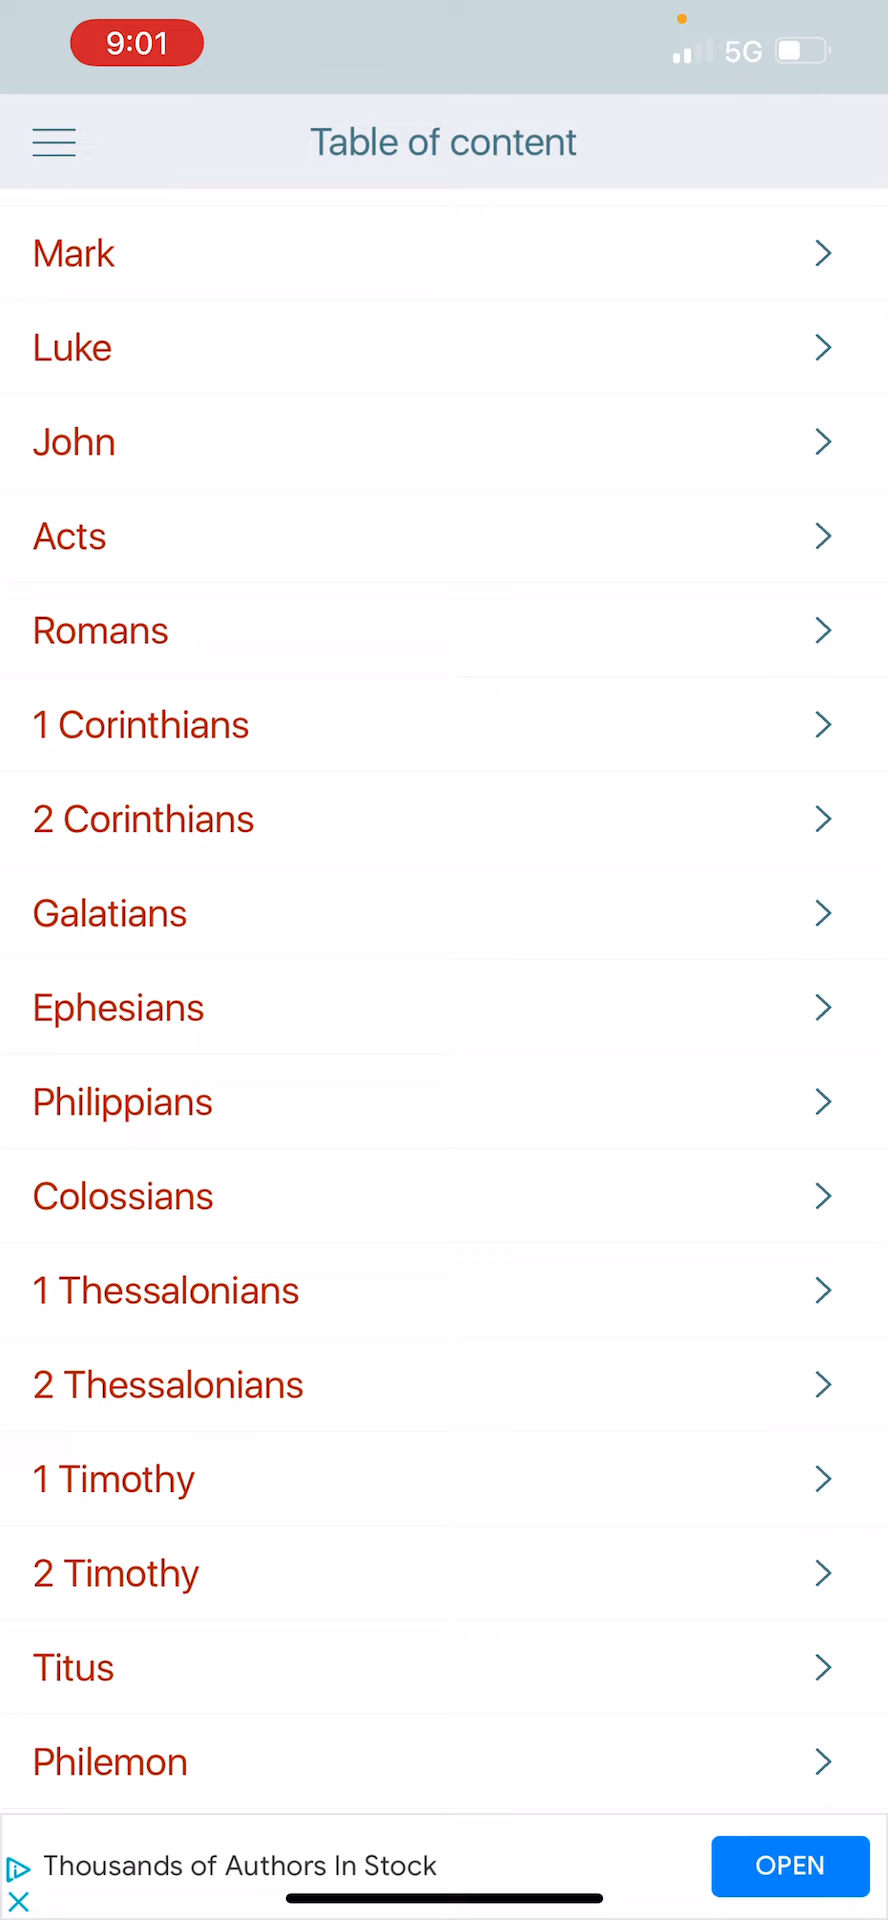 9:01
5G
Table of content
Mark
Luke
John
Acts
Romans
1 Corinthians
2 Corinthians
Galatians
Ephesians
Philippians
Colossians
1 Thessalonians
2 Thessalonians
1 Timothy
2 Timothy
Titus
Philemon
Thousands of Authors In Stock
OPEN